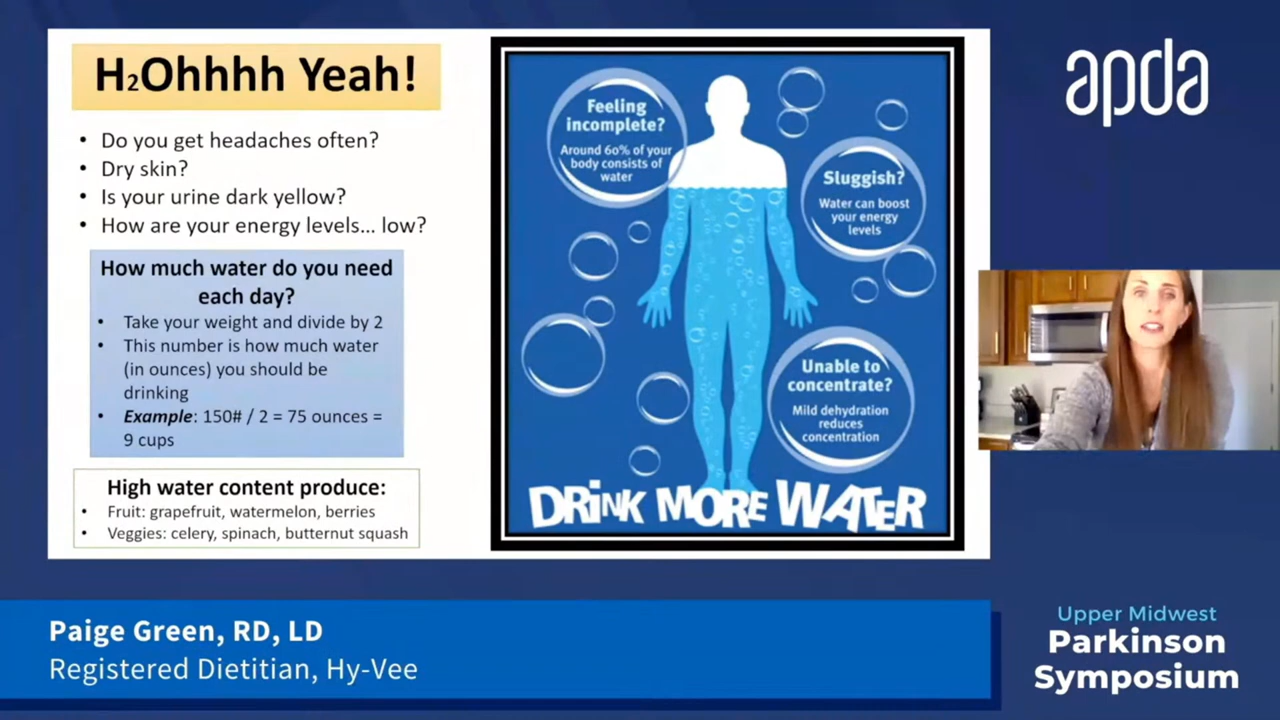 H2Ohhhh Yeah!
• Do you get headaches often?
• Dry skin?
• Is your urine dark yellow?
• How are your energy levels... low?
How much water do you need
each day?
• Take your weight and divide by 2
• This number is how much water
(in ounces) you should be
drinking
• Example: 150# / 2 = 75 ounces =
9 cups
High water content produce:
• Fruit: grapefruit, watermelon, berries
• Veggies: celery, spinach, butternut squash
Feeling
incomplete?
Around 60% of your
body consists of
water
Sluggish?
Water can boost
your energy
levels
Unable to
concentrate?
Mild dehydration
reduces
concentration
DRiNK MORE WATER
apda
Paige Green, RD, LD
Registered Dietitian, Hy-Vee
Upper Midwest
Parkinson
Symposium